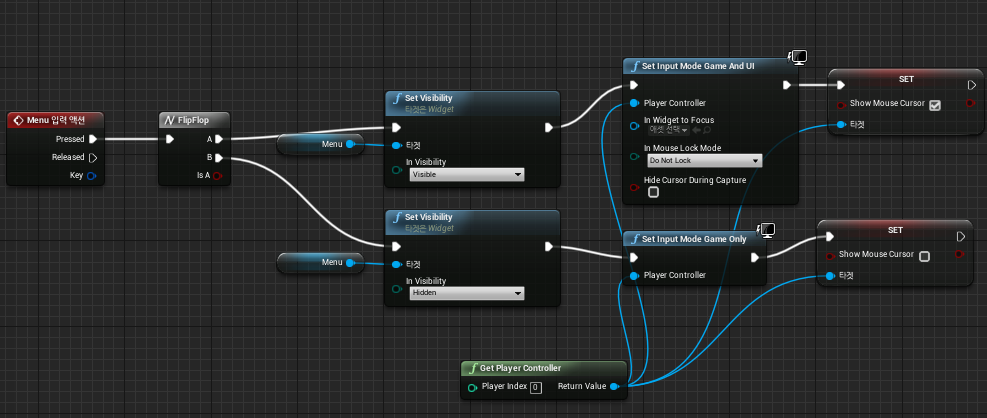 Menu 입력 액션
Pressed
Released
Key
FlipFlop
A
B
Is A
Menu
Set Visibility
타겟은 Widget
타겟
In Visibility
Visible
Menu
Set Visibility
타겟은 Widget
타겟
In Visibility
Hidden
Set Input Mode Game And UI
Player Controller
In Widget to Focus
애셋 선택
In Mouse Lock Mode
Do Not Lock
Hide Cursor During Capture
SET
Show Mouse Cursor
타겟
Set Input Mode Game Only
Player Controller
SET
Show Mouse Cursor
타겟
Get Player Controller
Player Index 0 Return Value